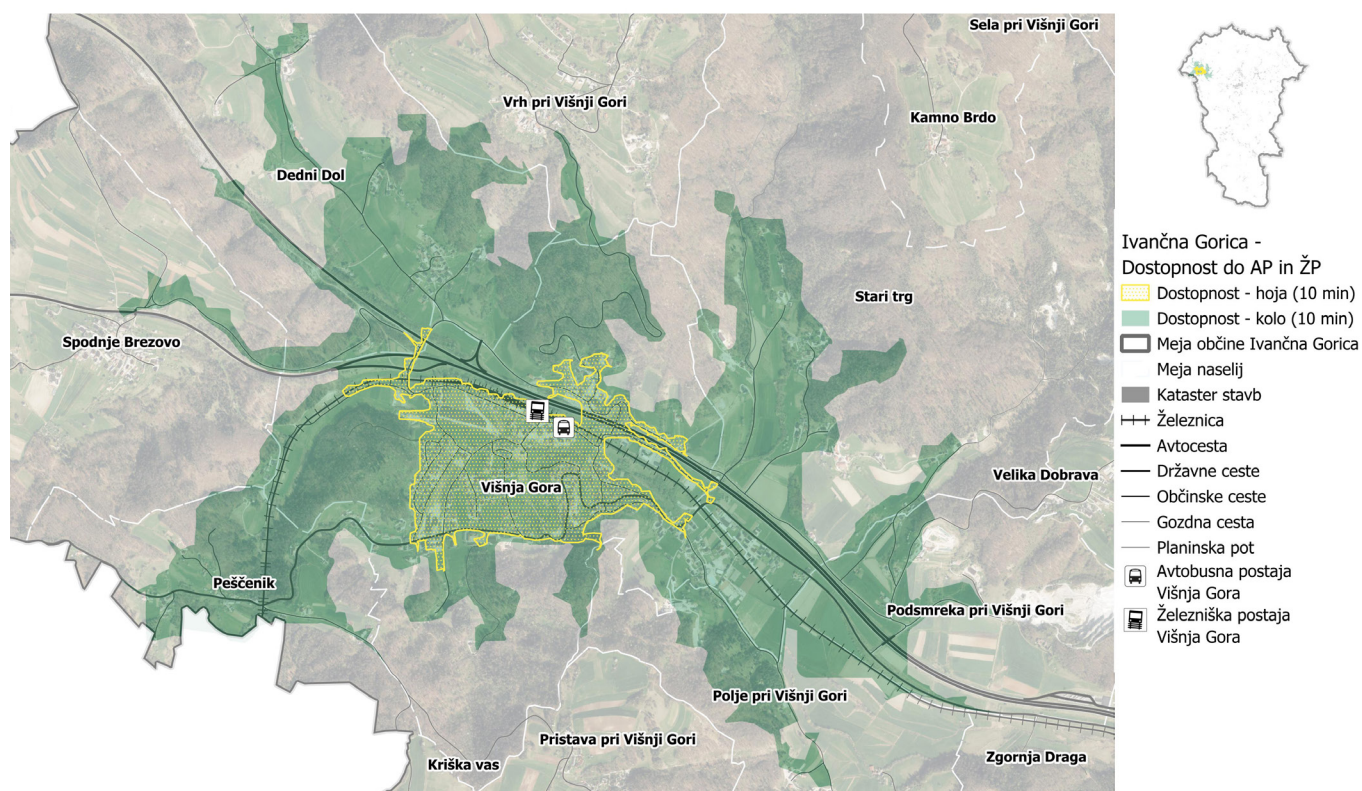 Sela pri Višnji Gori
Vrh pri Višnji Gori
Kamno Brdo
Dedni Dol
Stari trg
Spodnje Brezovo
Velika Dobrava
Višnja Gora
Peščenik
Podsmreka pri Višnji Gori
Polje pri Višnji Gori
Pristava pri Višnji Gori
Zgornja Draga
Kriška vas
Ivančna Gorica -
Dostopnost do AP in ŽP
Dostopnost - hoja (10 min)
Dostopnost - kolo (10 min)
Meja občine Ivančna Gorica
Meja naselij
Kataster stavb
Železnica
Avtocesta
Državne ceste
Občinske ceste
Gozdna cesta
Planinska pot
Avtobusna postaja
Višnja Gora
Železniška postaja
Višnja Gora